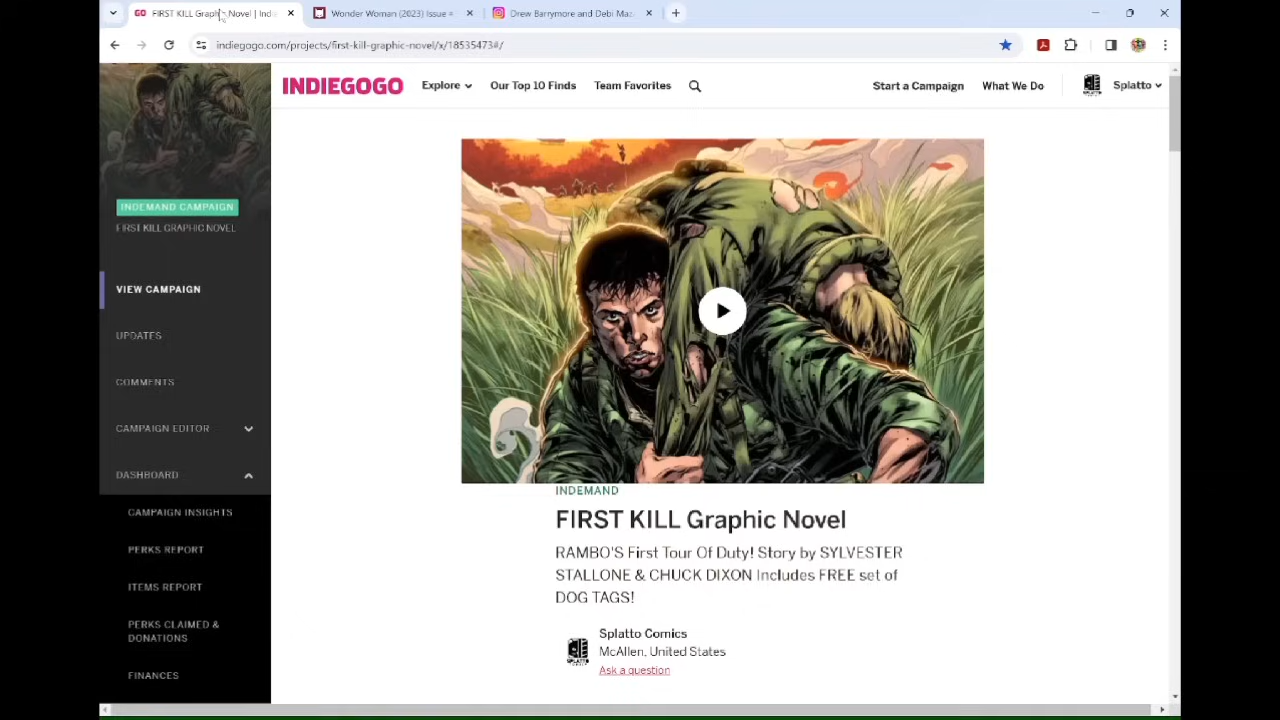 FIRST KILL Graphic Novel | Indie
Wonder Woman (2023) Issue #
Drew Barrymore and Debi Maz
indiegogo.com/projects/first-kill-graphic-novel/x/18535473#/
INDIEGOGO
Explore
Our Top 10 Finds
Team Favorites
Start a Campaign
What We Do
Splatto
INDEMAND CAMPAIGN
FIRST KILL GRAPHIC NOVEL
VIEW CAMPAIGN
UPDATES
COMMENTS
CAMPAIGN EDITOR
DASHBOARD
CAMPAIGN INSIGHTS
PERKS REPORT
ITEMS REPORT
PERKS CLAIMED &
DONATIONS
FINANCES
INDEMAND
FIRST KILL Graphic Novel
RAMBO'S First Tour Of Duty! Story by SYLVESTER
STALLONE & CHUCK DIXON Includes FREE set of
DOG TAGS!
SPLATTO
Splatto Comics
McAllen, United States
Ask a question